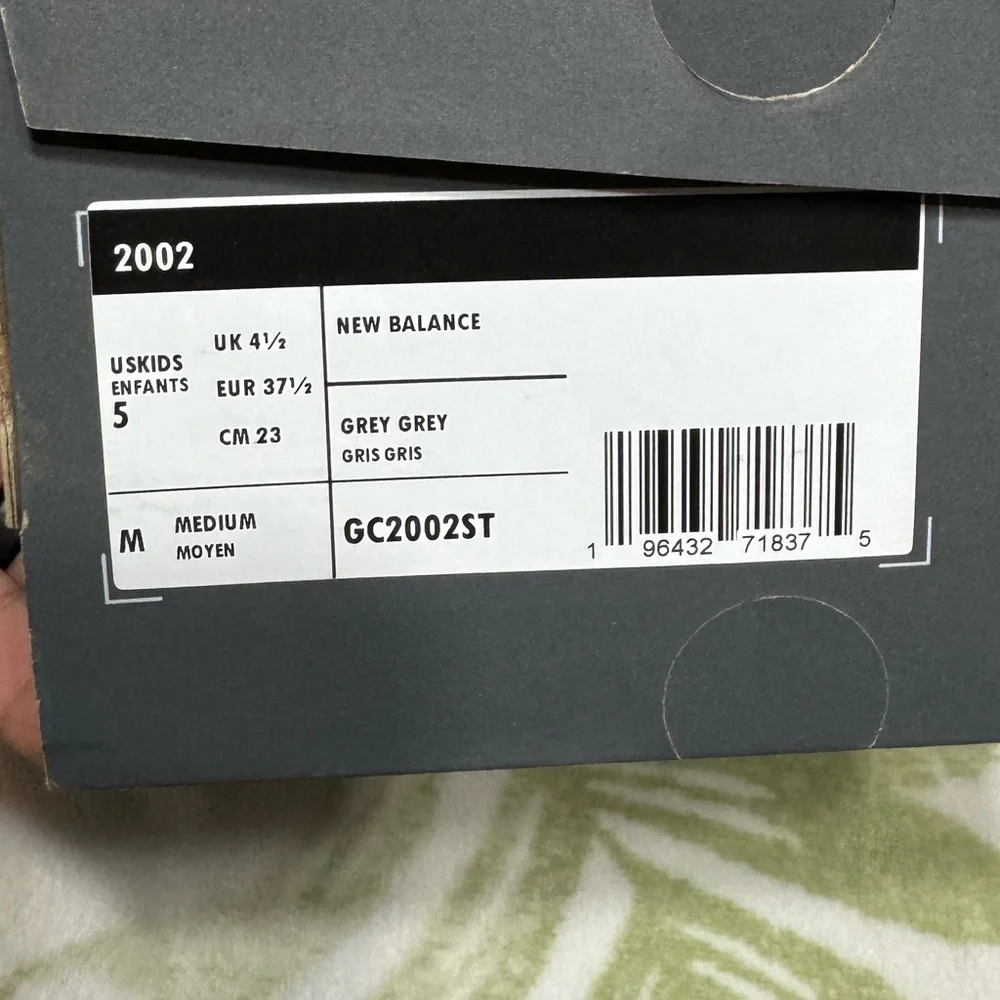 2002
USKIDS
ENFANTS
5
UK 4½
EUR 37½
CM 23
M
MEDIUM
MOYEN
NEW BALANCE
GREY GREY
GRIS GRIS
GC2002ST
1 96432 71837 5